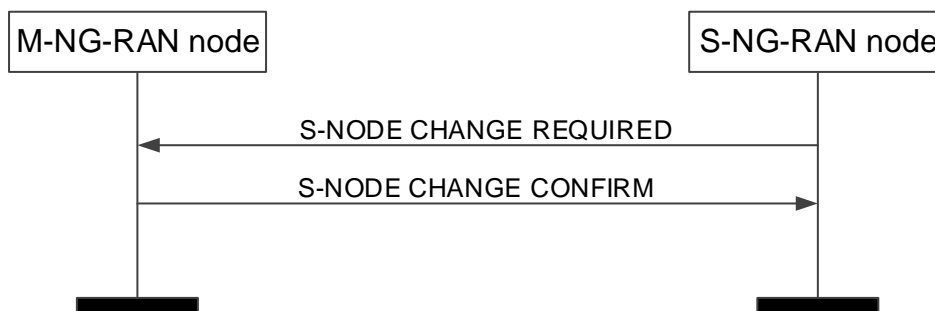 M-NG-RAN node
S-NG-RAN node
S-NODE CHANGE REQUIRED
S-NODE CHANGE CONFIRM